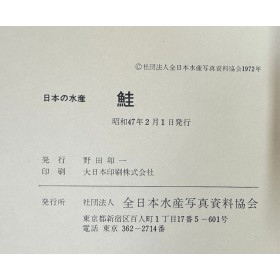 ©社団法人全日本水産写真資料協会1972年
日本の水産 鮭
昭和47年2月1日発行
発行 野田和一
印刷 大日本印刷株式会社
発行所 社団法人 全日本水産写真資料協会
東京都新宿区百人町1丁目17番5-601号
電話 東京 362-2714番